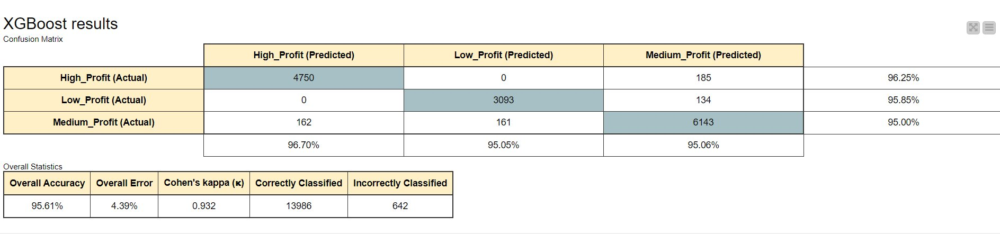 XGBoost results
Confusion Matrix
High_Profit (Predicted) Low_Profit (Predicted) Medium_Profit (Predicted)
High_Profit (Actual) 4750 0 185 96.25%
Low_Profit (Actual) 0 3093 134 95.85%
Medium_Profit (Actual) 162 161 6143 95.00%
96.70% 95.05% 95.06%
Overall Statistics
Overall Accuracy Overall Error Cohen's kappa (κ) Correctly Classified Incorrectly Classified
95.61% 4.39% 0.932 13986 642